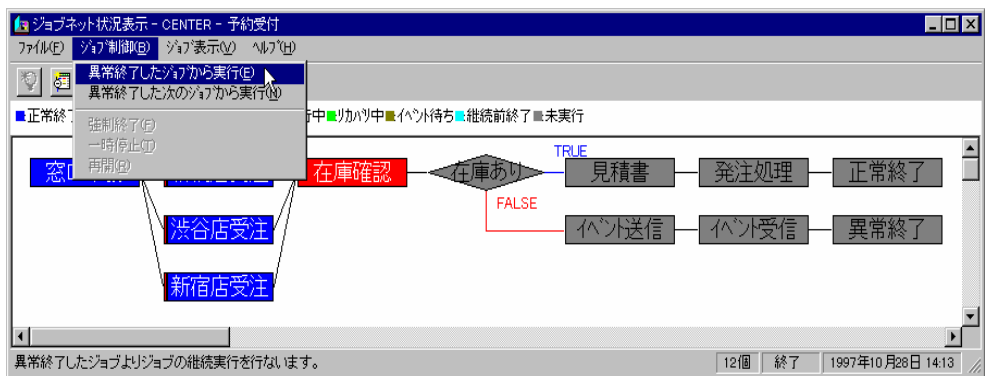 ジョブネット状況表示 - CENTER - 予約受付
ファイル(F) ジョブ制御(B) ジョブ表示(V) ヘルプ(H)
異常終了したジョブから実行(E)
異常終了した次のジョブから実行(N)
強制終了(F)
一時停止(T)
再開(R)
正常終 行中 リカバリ中 イベント待ち 継続前終了 未実行
在庫確認 在庫あり TRUE 見積書 発注処理 正常終了
渋谷店受注 FALSE イベント送信 イベント受信 異常終了
新宿店受注
異常終了したジョブよりジョブの継続実行を行ないます。 12個 終了 1997年10月28日 14:13